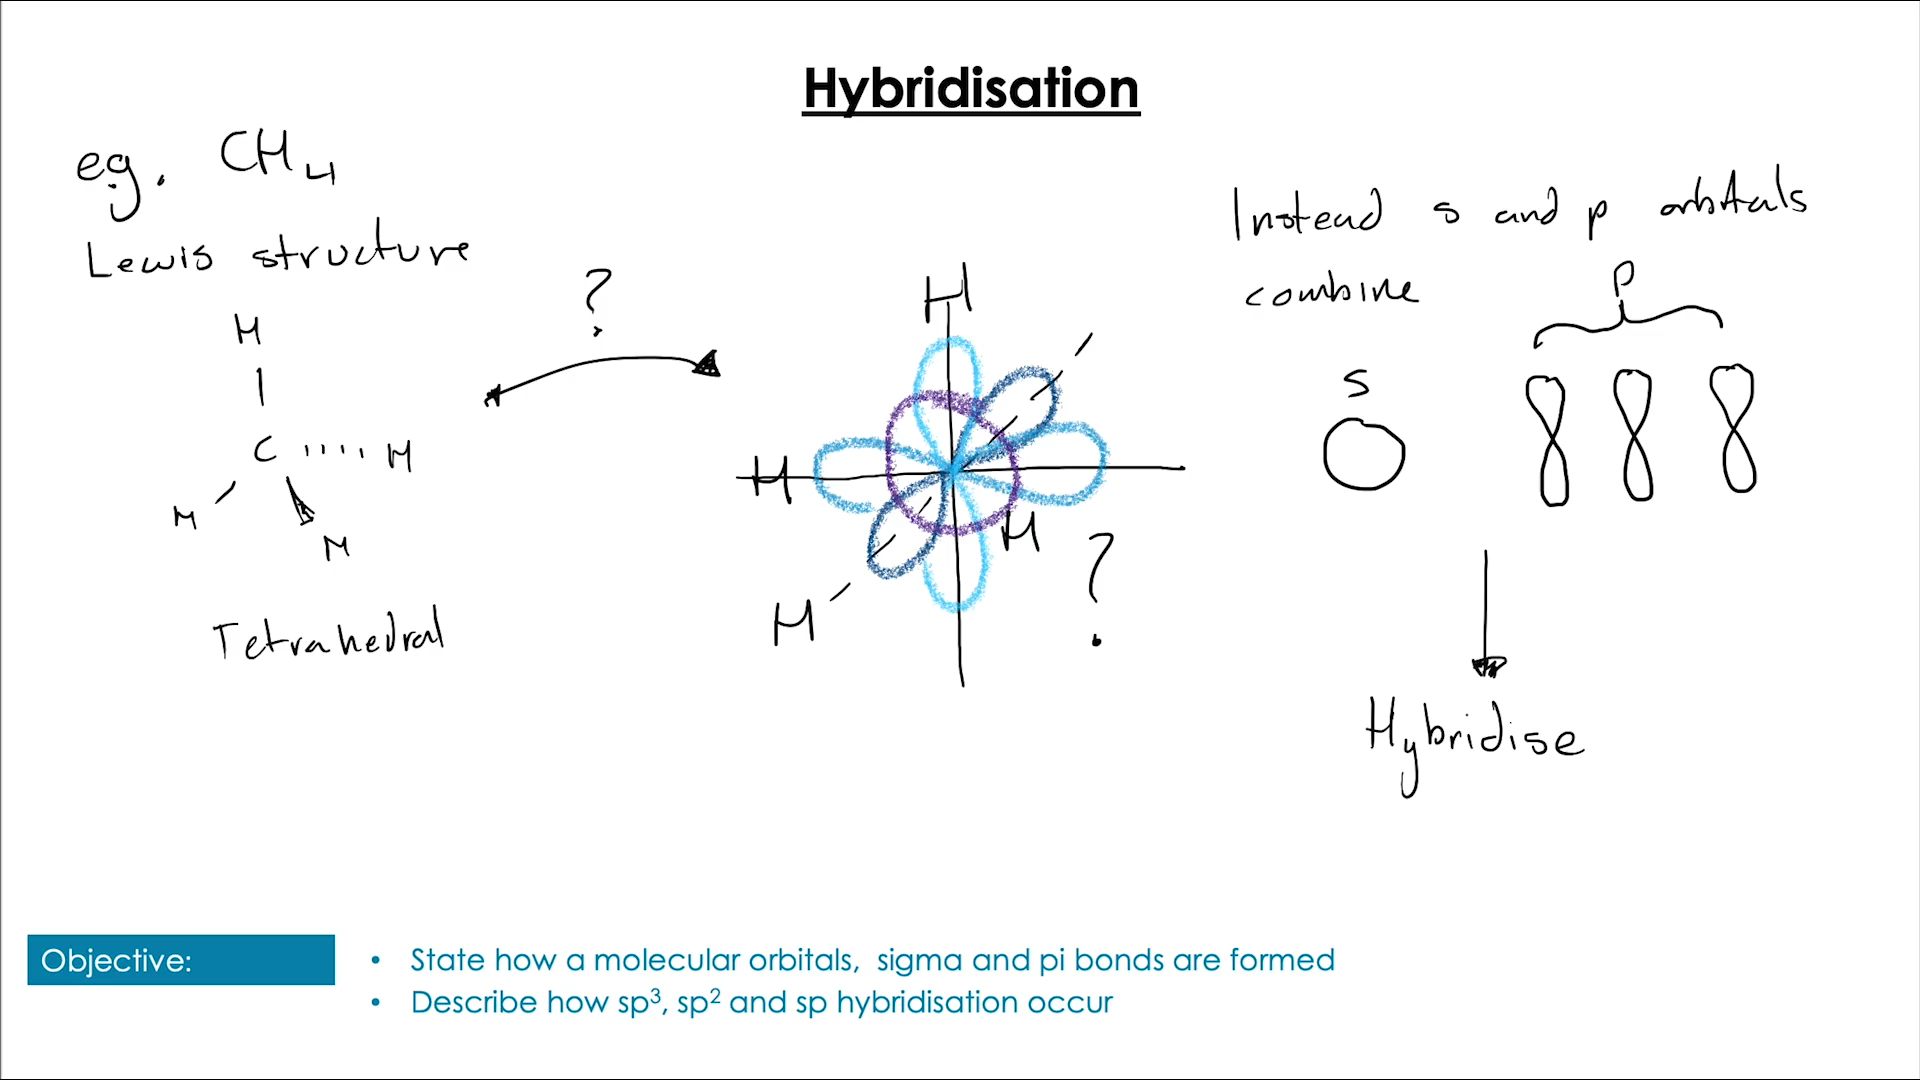 Hybridisation
eg. CH4
Lewis structure
H
C H
H
H
Tetrahedral
?
H
H
H
H
?
Instead s and p orbitals
combine
p
s
Hybridise
Objective:
• State how a molecular orbitals, sigma and pi bonds are formed
• Describe how sp³, sp² and sp hybridisation occur